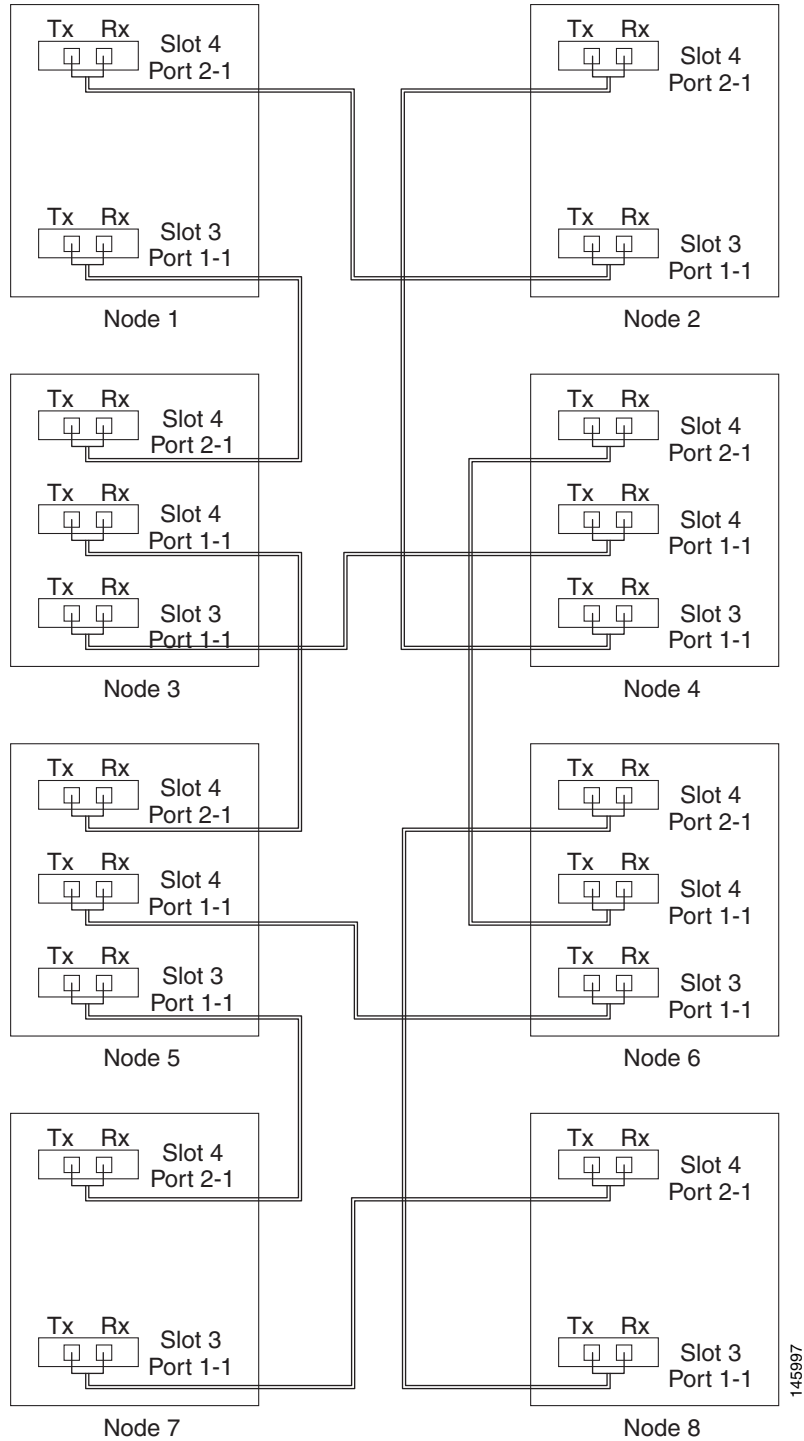 Tx Rx
Slot 4
Port 2-1
Tx Rx
Slot 3
Port 1-1
Node 1
Tx Rx
Slot 4
Port 2-1
Tx Rx
Slot 3
Port 1-1
Node 2
Tx Rx
Slot 4
Port 2-1
Tx Rx
Slot 4
Port 1-1
Tx Rx
Slot 3
Port 1-1
Node 3
Tx Rx
Slot 4
Port 2-1
Tx Rx
Slot 4
Port 1-1
Tx Rx
Slot 3
Port 1-1
Node 4
Tx Rx
Slot 4
Port 2-1
Tx Rx
Slot 4
Port 1-1
Tx Rx
Slot 3
Port 1-1
Node 5
Tx Rx
Slot 4
Port 2-1
Tx Rx
Slot 4
Port 1-1
Tx Rx
Slot 3
Port 1-1
Node 6
Tx Rx
Slot 4
Port 2-1
Tx Rx
Slot 3
Port 1-1
Node 7
Tx Rx
Slot 4
Port 2-1
Tx Rx
Slot 3
Port 1-1
Node 8
145997